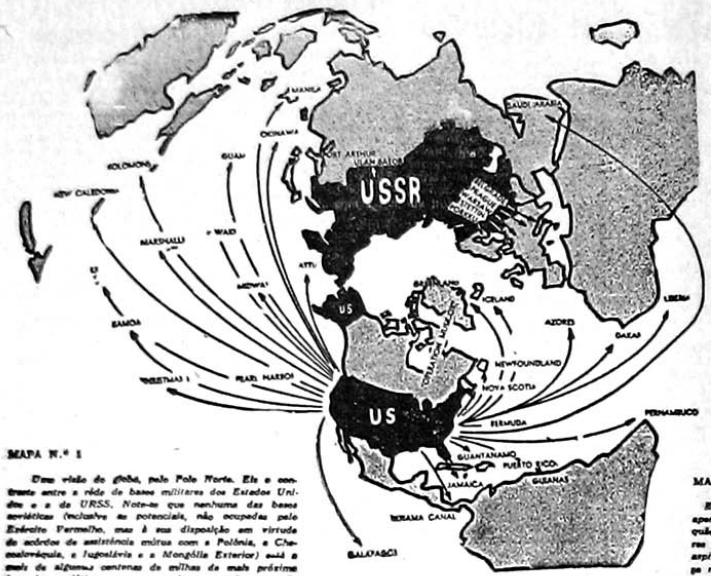 MANILA
OKINAWA
SAUDI ARABIA
ORT ARTHUR
ULAN BATOR
SOLOMONS
GUAM
NEW CALEDONIA
USSR
MARSHALLS
WAKE
ATTU
MIDWAY
GREENLAND
ICELAND
US
LIBERIA
AZORES
DAKAR
SAMOA
NEWFOUNDLAND
NOVA SCOTIA
CHRISTMAS I
PEARL HARBOR
US
BERMUDA
PERNAMBUCO
GUANTANAMO
PUERTO RICO
JAMAICA
GUIANAS
PANAMA CANAL
GALAPAGOS
MAPA N.º 1
Uma visão do globo, pelo Polo Norte. Eis o con-
traste entre a rêde de bases militares dos Estados Uni-
dos e a da URSS. Note-se que nenhuma das bases
soviéticas (inclusive as potenciais, não ocupadas pelo
Exército Vermelho, mas à sua disposição em virtude
de acôrdos de assistência mútua com a Polônia, a Che-
coslováquia, a Iugoslávia e a Mongólia Exterior) está a
mais de algumas centenas de milhas da mais próxima
MA